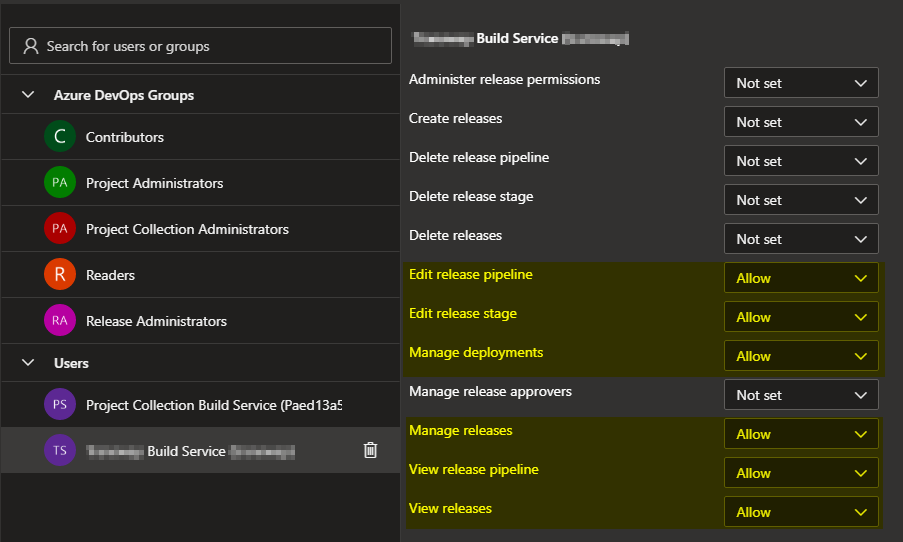 Search for users or groups
Azure DevOps Groups
C Contributors
PA Project Administrators
PA Project Collection Administrators
R Readers
RA Release Administrators
Users
PS Project Collection Build Service (Paed13a5
TS Build Service
Build Service
Administer release permissions Not set
Create releases Not set
Delete release pipeline Not set
Delete release stage Not set
Delete releases Not set
Edit release pipeline Allow
Edit release stage Allow
Manage deployments Allow
Manage release approvers Not set
Manage releases Allow
View release pipeline Allow
View releases Allow